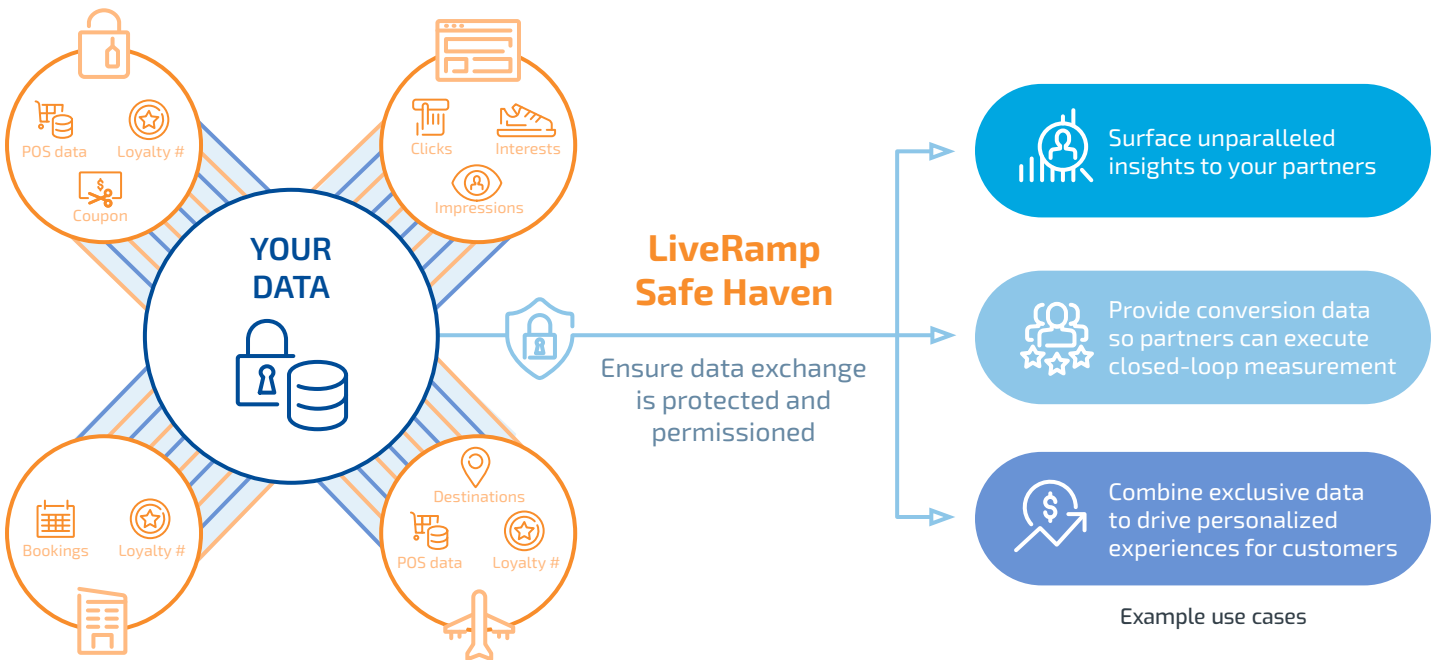 POS data
Loyalty #
Coupon
Clicks
Interests
Impressions
YOUR
DATA
Bookings
Loyalty #
Destinations
POS data
Loyalty #
LiveRamp
Safe Haven
Ensure data exchange
is protected and
permissioned
Surface unparalleled
insights to your partners
Provide conversion data
so partners can execute
closed-loop measurement
Combine exclusive data
to drive personalized
experiences for customers
Example use cases